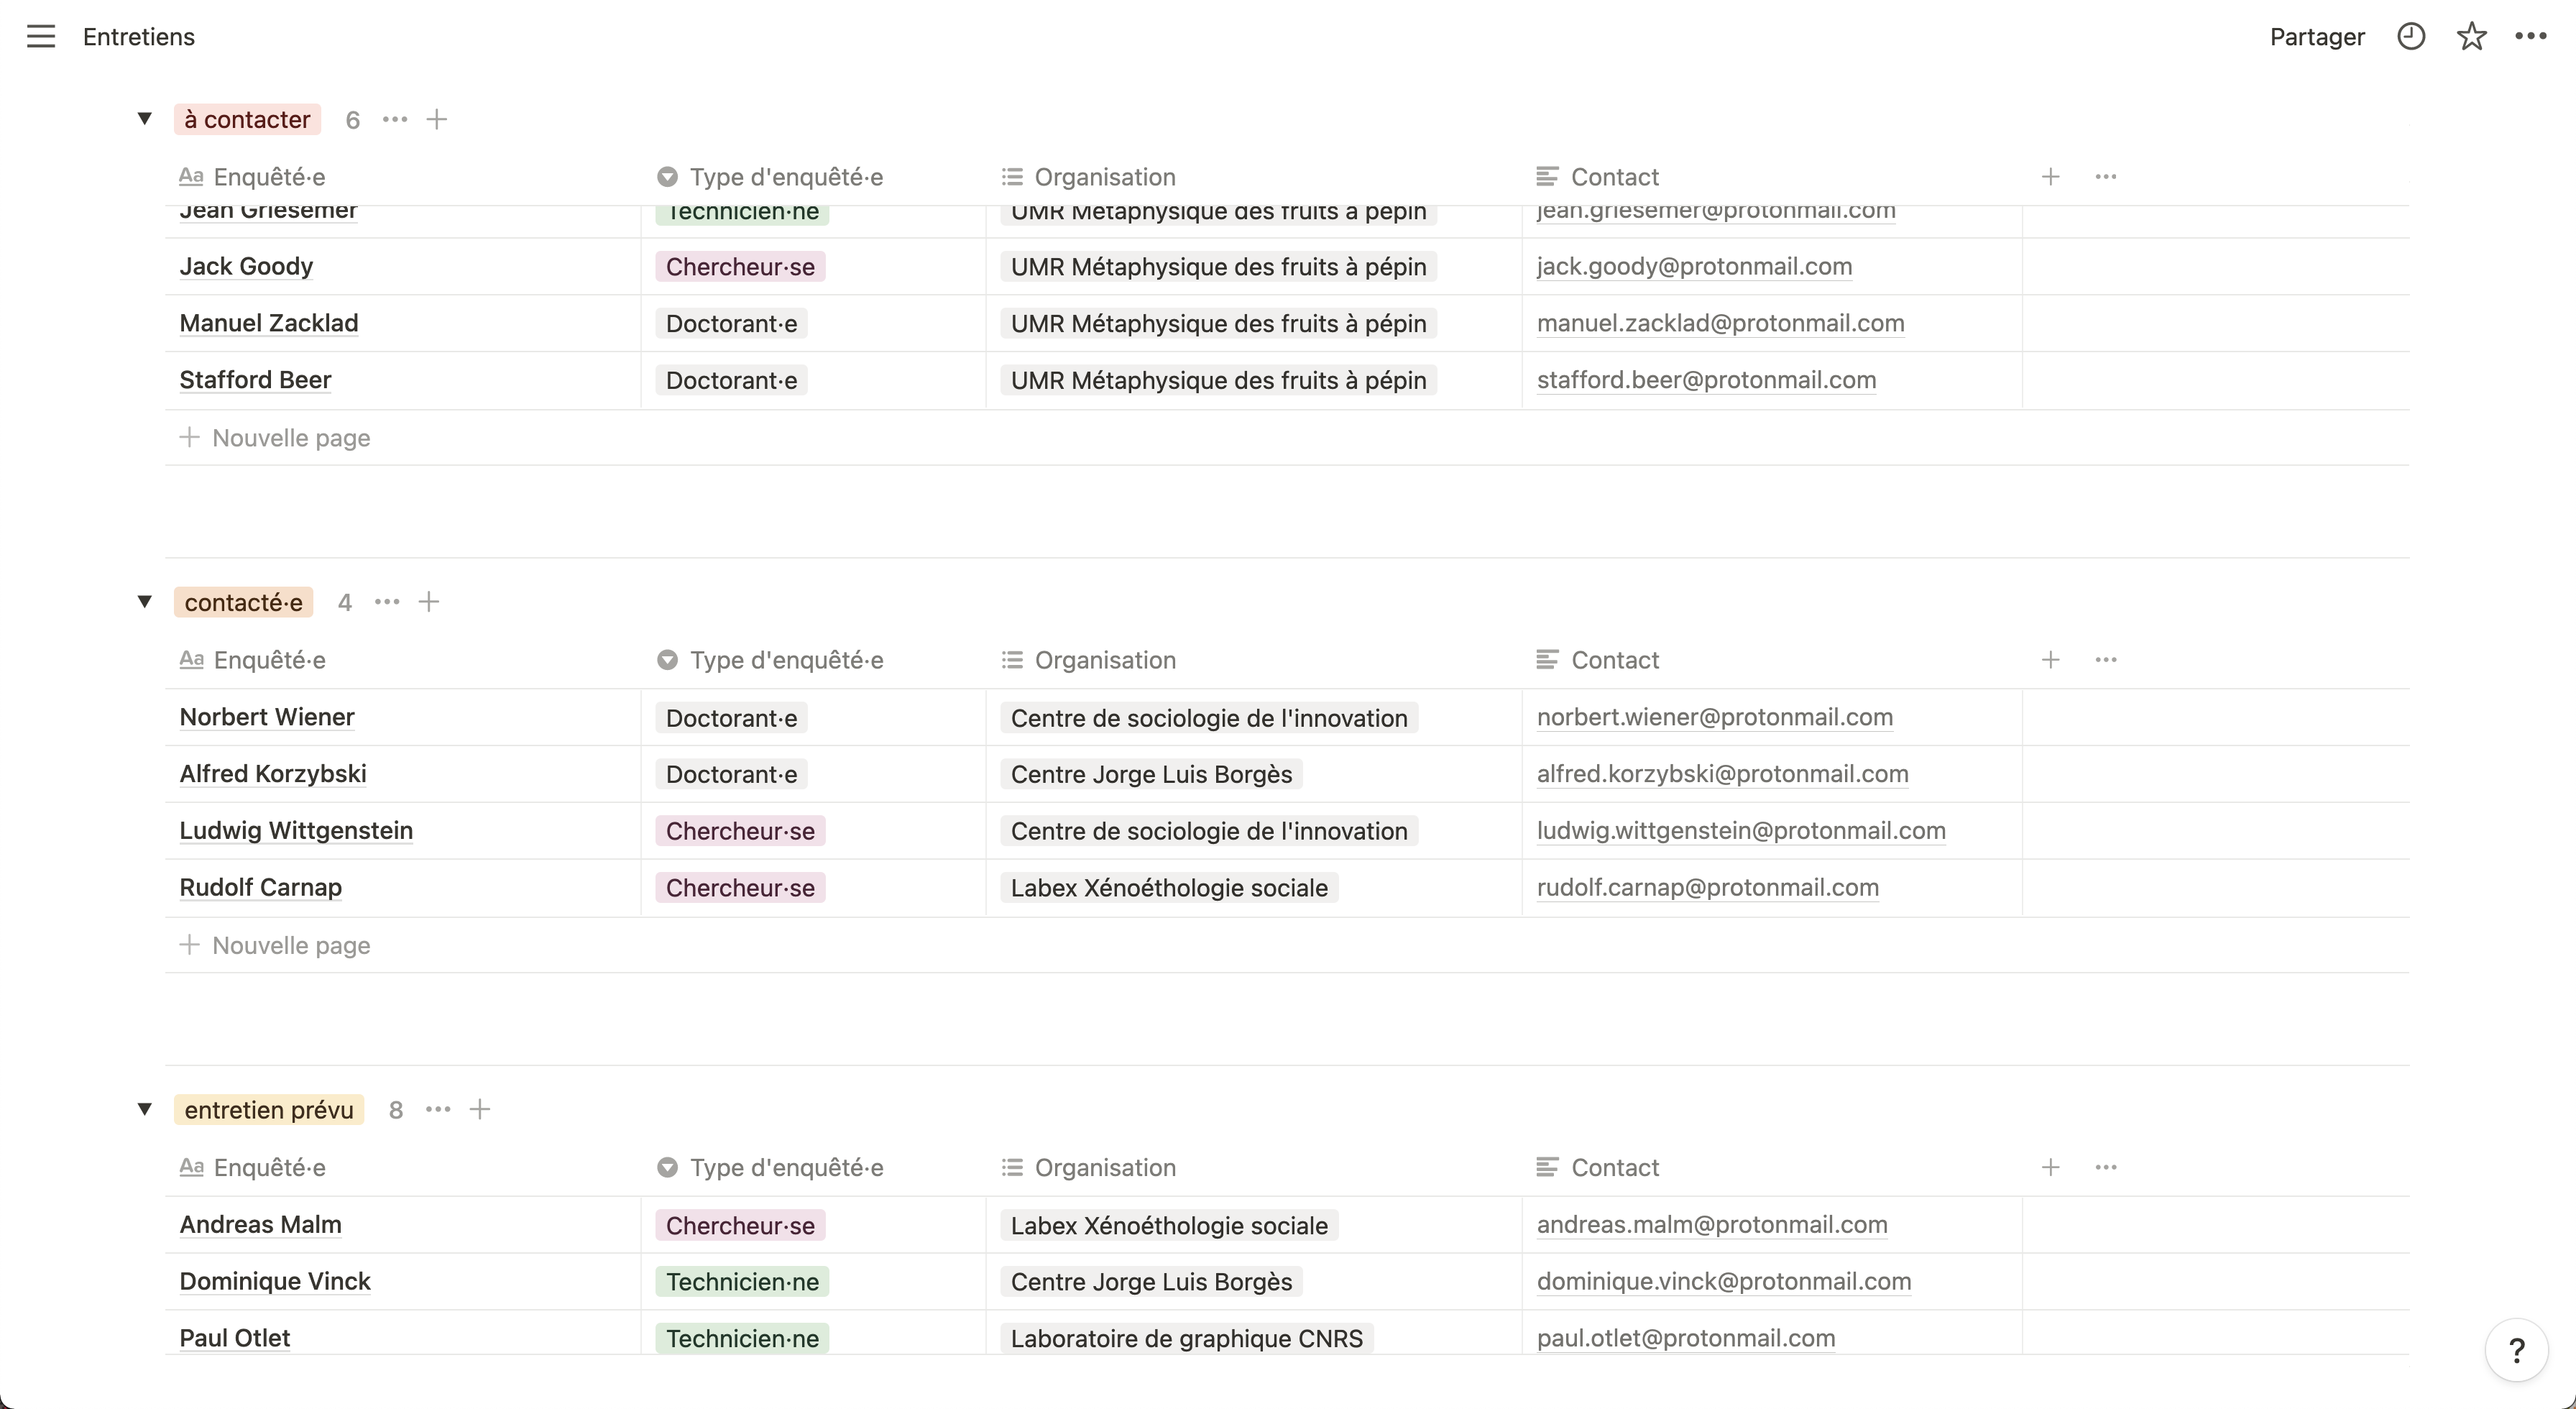 Entretiens Partager
à contacter 6
Aa Enquêté·e Type d'enquêté·e Organisation Contact
Jean Griesemer Technicien·ne UMR Métaphysique des fruits à pépin jean.griesemer@protonmail.com
Jack Goody Chercheur·se UMR Métaphysique des fruits à pépin jack.goody@protonmail.com
Manuel Zacklad Doctorant·e UMR Métaphysique des fruits à pépin manuel.zacklad@protonmail.com
Stafford Beer Doctorant·e UMR Métaphysique des fruits à pépin stafford.beer@protonmail.com
+ Nouvelle page
contacté·e 4
Aa Enquêté·e Type d'enquêté·e Organisation Contact
Norbert Wiener Doctorant·e Centre de sociologie de l'innovation norbert.wiener@protonmail.com
Alfred Korzybski Doctorant·e Centre Jorge Luis Borgès alfred.korzybski@protonmail.com
Ludwig Wittgenstein Chercheur·se Centre de sociologie de l'innovation ludwig.wittgenstein@protonmail.com
Rudolf Carnap Chercheur·se Labex Xénoéthologie sociale rudolf.carnap@protonmail.com
+ Nouvelle page
entretien prévu 8
Aa Enquêté·e Type d'enquêté·e Organisation Contact
Andreas Malm Chercheur·se Labex Xénoéthologie sociale andreas.malm@protonmail.com
Dominique Vinck Technicien·ne Centre Jorge Luis Borgès dominique.vinck@protonmail.com
Paul Otlet Technicien·ne Laboratoire de graphique CNRS paul.otlet@protonmail.com
?